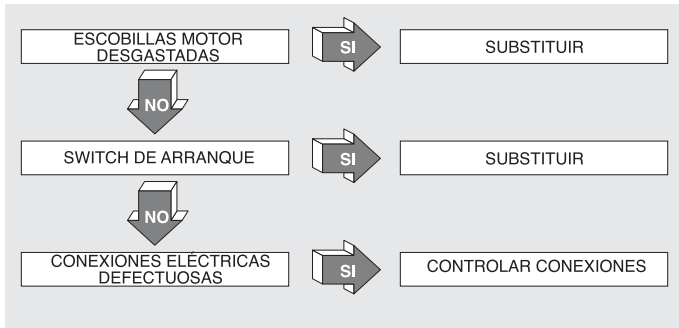 ESCOBILLAS MOTOR
DESGASTADAS
SI
SUBSTITUIR
NO
SWITCH DE ARRANQUE
SI
SUBSTITUIR
NO
CONEXIONES ELÉCTRICAS
DEFECTUOSAS
SI
CONTROLAR CONEXIONES